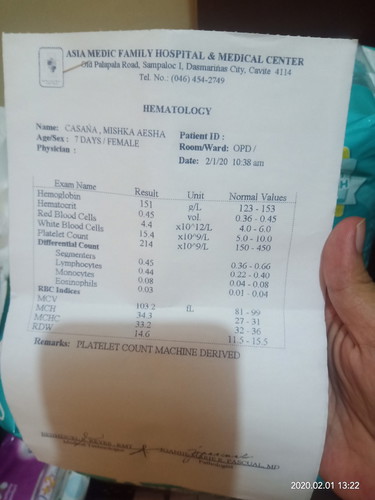 ASIA MEDIC FAMILY HOSPITAL & MEDICAL CENTER
Old Palapala Road, Sampaloc I, Dasmariñas City, Cavite 4114
Tel. No.: (046) 454-2749
HEMATOLOGY
Name: CASAÑA , MISHKA AESHA Patient ID :
Age/Sex : 7 DAYS / FEMALE Room/Ward: OPD /
Physician : Date: 2/1/20 10:38 am
Exam Name Result Unit Normal Values
Hemoglobin 151 g/L 123 - 153
Hematocrit 0.45 vol. 0.36 - 0.45
Red Blood Cells 4.4 x10^12/L 4.0 - 6.0
White Blood Cells 15.4 x10^9/L 5.0 - 10.0
Platelet Count 214 x10^9/L 150 - 450
Differential Count
Segmenters 0.45 0.36 - 0.66
Lymphocytes 0.44 0.22 - 0.40
Monocytes 0.08 0.04 - 0.08
Eosinophils 0.03 0.01 - 0.04
RBC Indices
MCV 103.2 fL 81 - 99
MCH 34.3 27 - 31
MCHC 33.2 32 - 36
RDW 14.6 11.5 - 15.5
Remarks: PLATELET COUNT MACHINE DERIVED
PASCUAL, MD
2020.02.01 13:22